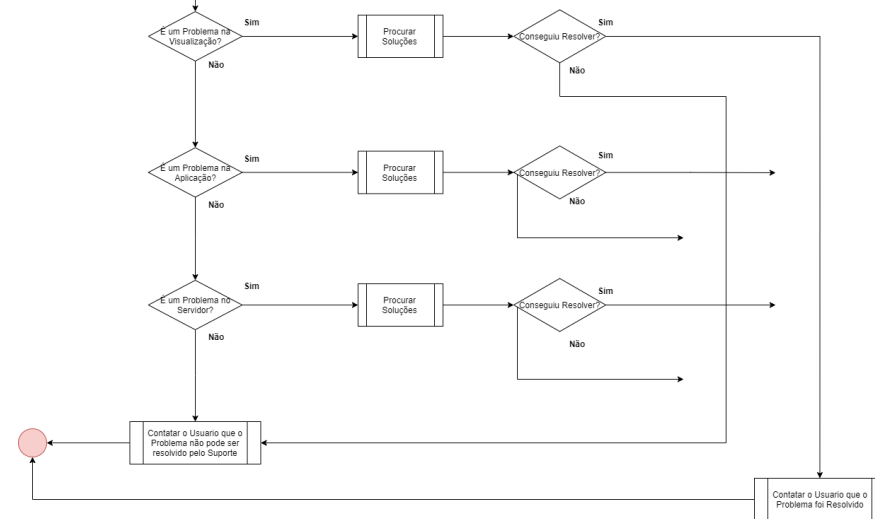 É um Problema na
Visualização?
Sim
Não
Procurar
Soluções
Conseguiu Resolver?
Sim
Não
É um Problema na
Aplicação?
Sim
Não
Procurar
Soluções
Conseguiu Resolver?
Sim
Não
É um Problema no
Servidor?
Sim
Não
Procurar
Soluções
Conseguiu Resolver?
Sim
Não
Contatar o Usuario que o
Problema não pode ser
resolvido pelo Suporte
Contatar o Usuario que o
Problema foi Resolvido